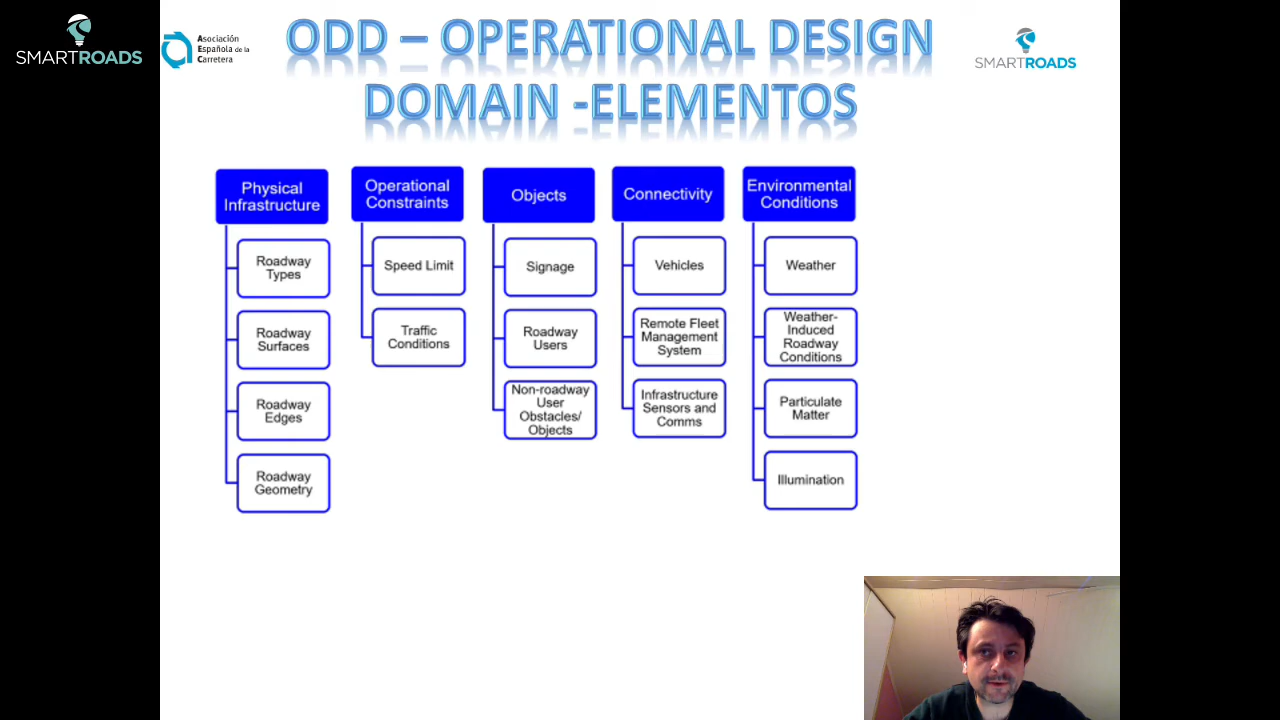 SMARTROADS
Asociación
Española de la
Carretera
ODD – OPERATIONAL DESIGN
DOMAIN -ELEMENTOS
SMARTROADS
Physical
Infrastructure
Roadway
Types
Roadway
Surfaces
Roadway
Edges
Roadway
Geometry
Operational
Constraints
Speed Limit
Traffic
Conditions
Objects
Signage
Roadway
Users
Non-roadway
User
Obstacles/
Objects
Connectivity
Vehicles
Remote Fleet
Management
System
Infrastructure
Sensors and
Comms
Environmental
Conditions
Weather
Weather-
Induced
Roadway
Conditions
Particulate
Matter
Illumination